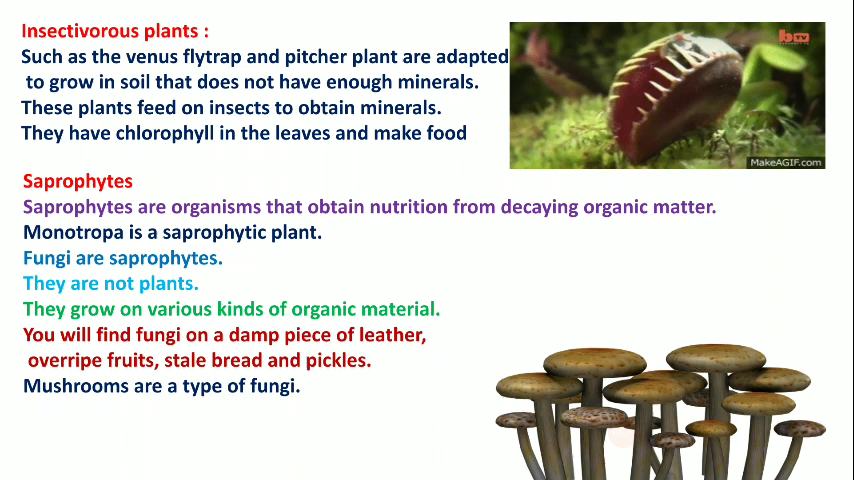 Insectivorous plants :
Such as the venus flytrap and pitcher plant are adapted
to grow in soil that does not have enough minerals.
These plants feed on insects to obtain minerals.
They have chlorophyll in the leaves and make food
MakeAGIF.com
Saprophytes
Saprophytes are organisms that obtain nutrition from decaying organic matter.
Monotropa is a saprophytic plant.
Fungi are saprophytes.
They are not plants.
They grow on various kinds of organic material.
You will find fungi on a damp piece of leather,
overripe fruits, stale bread and pickles.
Mushrooms are a type of fungi.